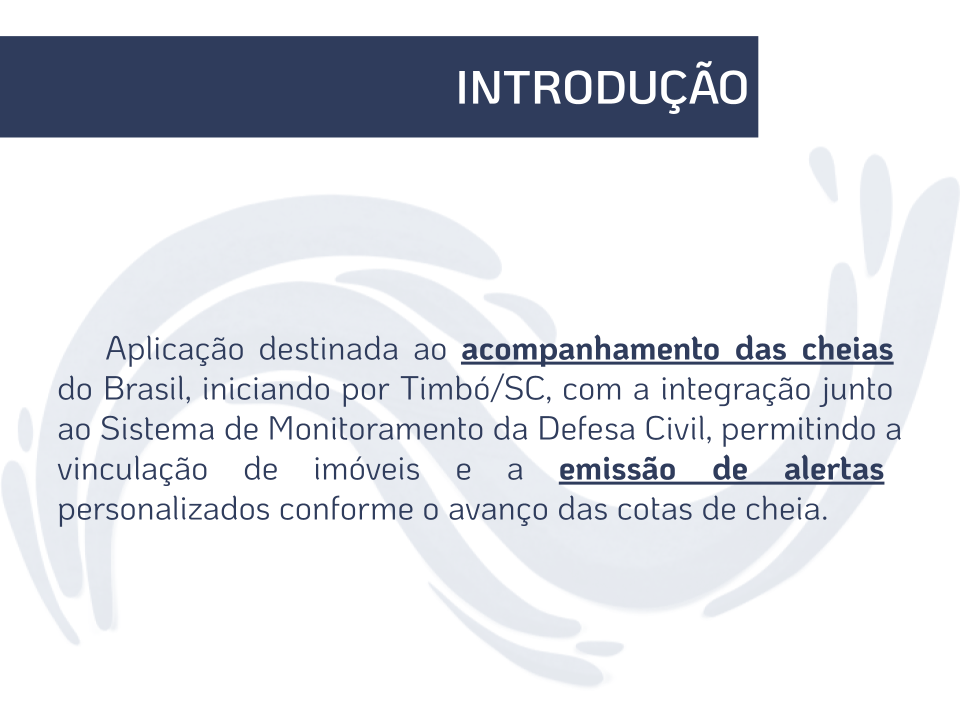 INTRODUÇÃO
Aplicação destinada ao acompanhamento das cheias
do Brasil, iniciando por Timbó/SC, com a integração junto
ao Sistema de Monitoramento da Defesa Civil, permitindo a
vinculação de imóveis e a emissão de alertas
personalizados conforme o avanço das cotas de cheia.